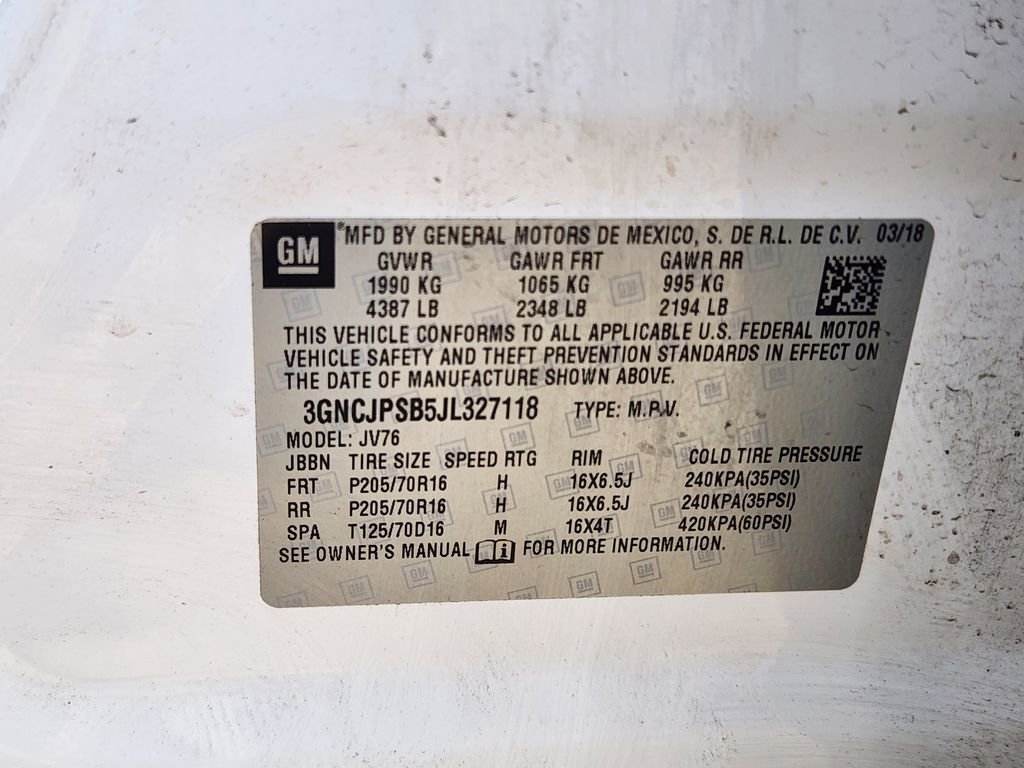 GM ®MFD BY GENERAL MOTORS DE MEXICO, S. DE R.L. DE C.V. 03/18
GVWR GAWR FRT GAWR RR
1990 KG 1065 KG 995 KG
4387 LB 2348 LB 2194 LB
THIS VEHICLE CONFORMS TO ALL APPLICABLE U.S. FEDERAL MOTOR
VEHICLE SAFETY AND THEFT PREVENTION STANDARDS IN EFFECT ON
THE DATE OF MANUFACTURE SHOWN ABOVE.
3GNCJPSB5JL327118 TYPE: M.P.V.
MODEL: JV76
JBBN TIRE SIZE SPEED RTG RIM COLD TIRE PRESSURE
FRT P205/70R16 H 16X6.5J 240KPA(35PSI)
RR P205/70R16 H 16X6.5J 240KPA(35PSI)
SPA T125/70D16 M 16X4T 420KPA(60PSI)
SEE OWNER'S MANUAL i FOR MORE INFORMATION.